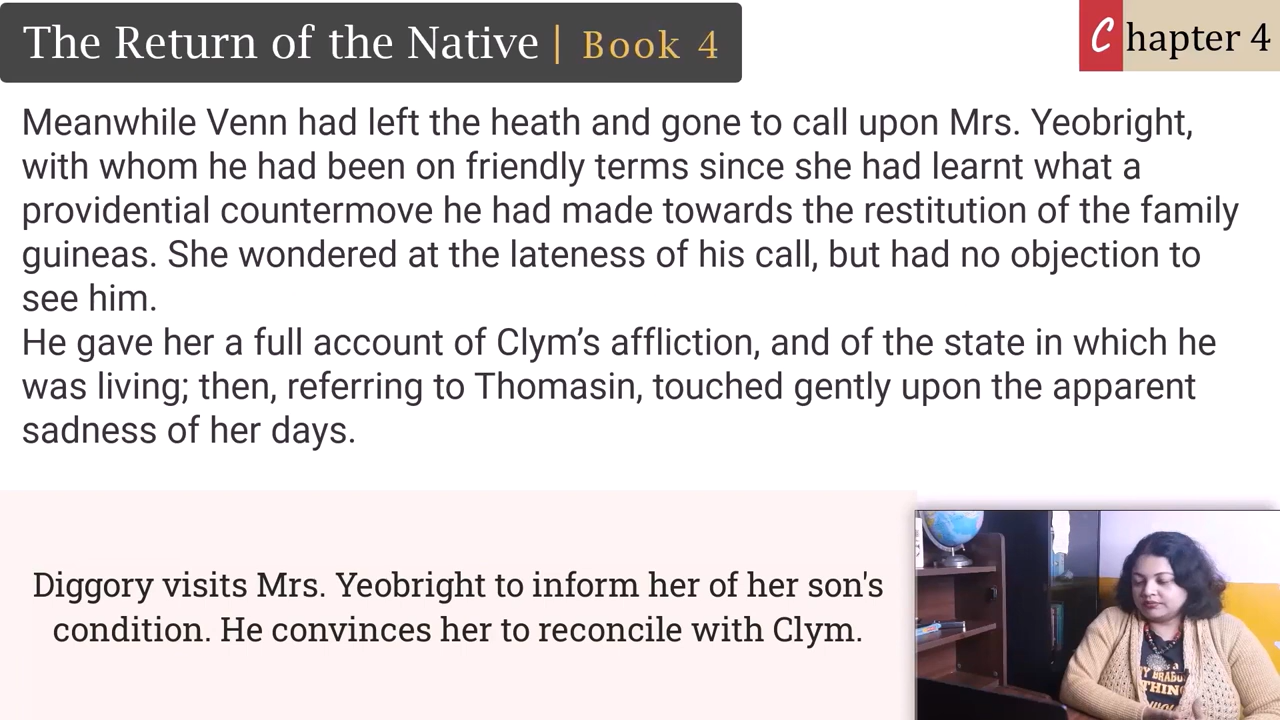 The Return of the Native | Book 4
Chapter 4
Meanwhile Venn had left the heath and gone to call upon Mrs. Yeobright,
with whom he had been on friendly terms since she had learnt what a
providential countermove he had made towards the restitution of the family
guineas. She wondered at the lateness of his call, but had no objection to
see him.
He gave her a full account of Clym’s affliction, and of the state in which he
was living; then, referring to Thomasin, touched gently upon the apparent
sadness of her days.
Diggory visits Mrs. Yeobright to inform her of her son's
condition. He convinces her to reconcile with Clym.